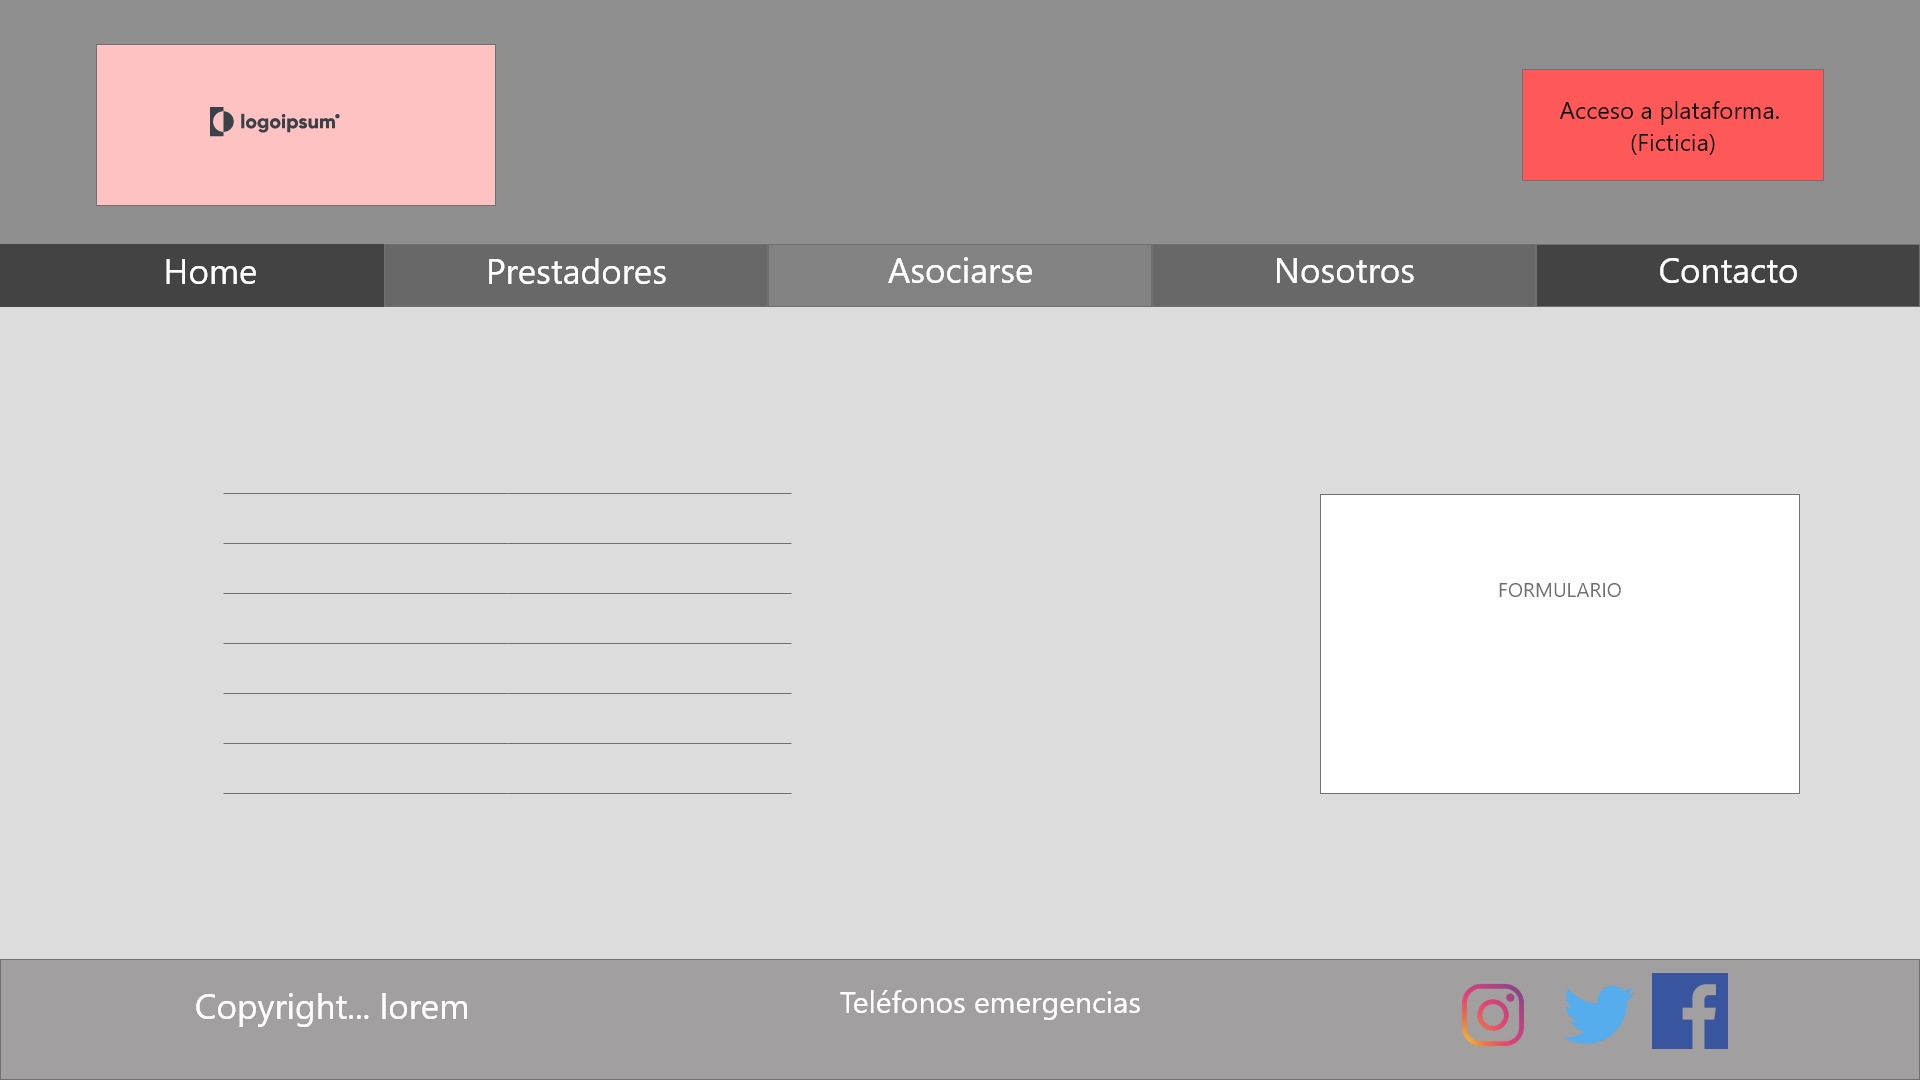 logoipsum
Acceso a plataforma.
(Ficticia)
Home
Prestadores
Asociarse
Nosotros
Contacto
FORMULARIO
Copyright... lorem
Teléfonos emergencias